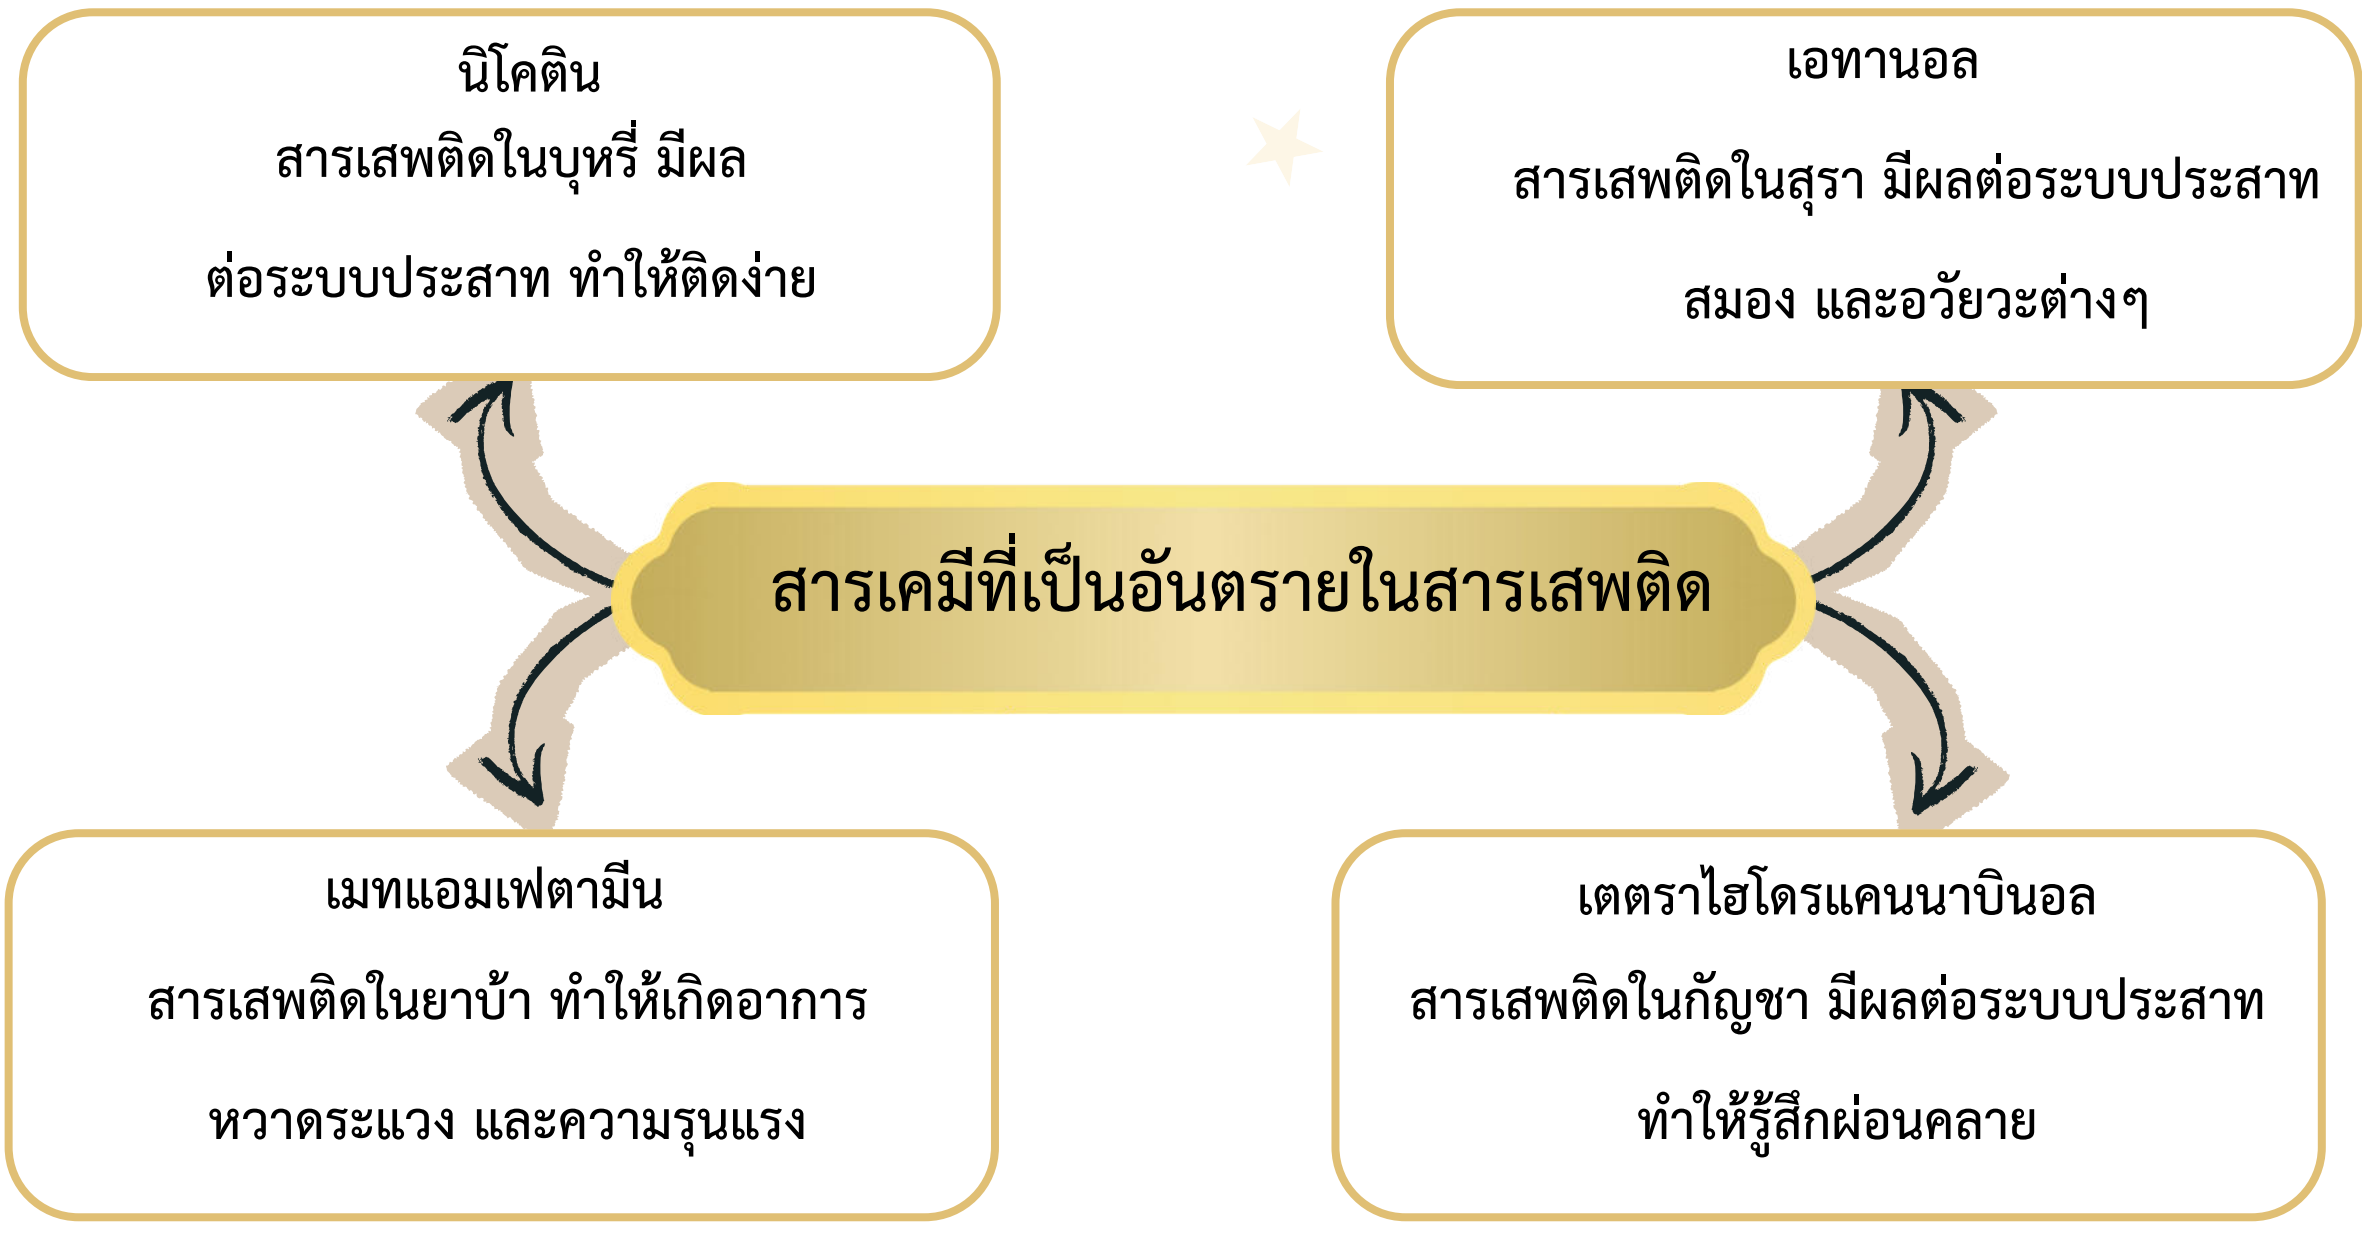 นิโคติน
สารเสพติดในบุหรี่ มีผล
ต่อระบบประสาท ทำให้ติดง่าย
เอทานอล
สารเสพติดในสุรา มีผลต่อระบบประสาท
สมอง และอวัยวะต่างๆ
สารเคมีที่เป็นอันตรายในสารเสพติด
เมทแอมเฟตามีน
สารเสพติดในยาบ้า ทำให้เกิดอาการ
หวาดระแวง และความรุนแรง
เตตราไฮโดรแคนนาบินอล
สารเสพติดในกัญชา มีผลต่อระบบประสาท
ทำให้รู้สึกผ่อนคลาย